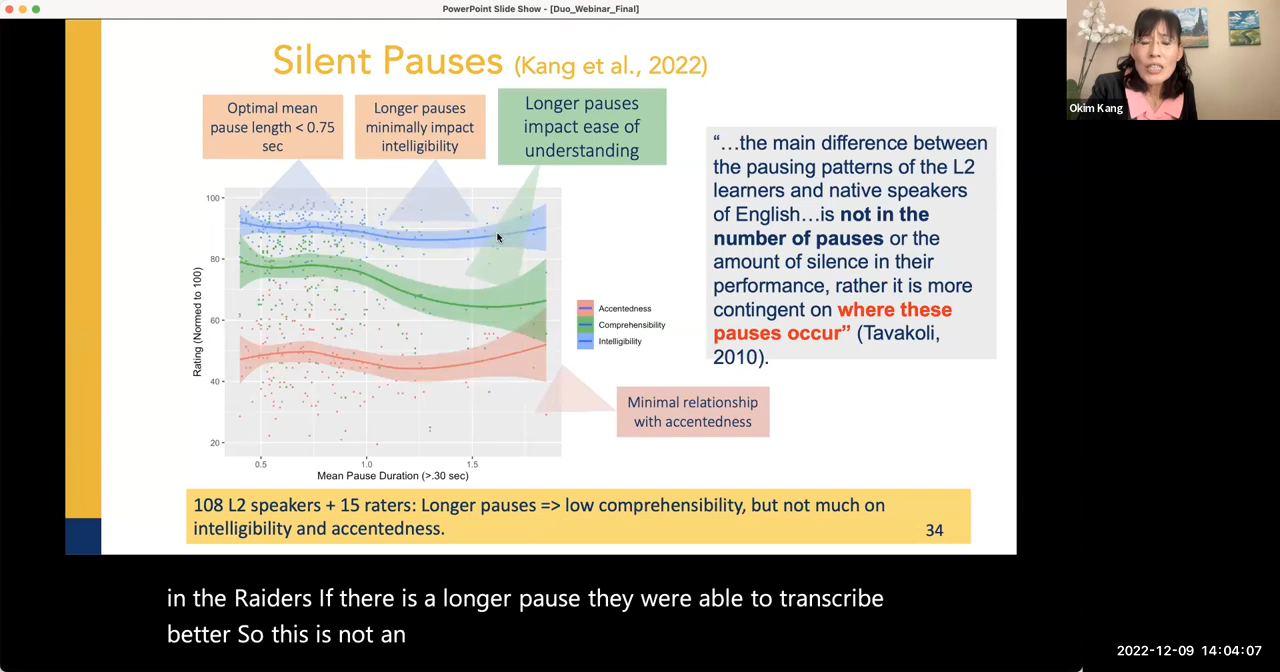 PowerPoint Slide Show - [Duo_Webinar_Final]
Silent Pauses (Kang et al., 2022)
Optimal mean
pause length < 0.75
sec
Longer pauses
minimally impact
intelligibility
Longer pauses
impact ease of
understanding
“…the main difference between
the pausing patterns of the L2
learners and native speakers
of English…is not in the
number of pauses or the
amount of silence in their
performance, rather it is more
contingent on where these
pauses occur” (Tavakoli,
2010).
Rating (Normed to 100)
100
80
60
40
20
0.5
1.0
1.5
Mean Pause Duration (>.30 sec)
Accentedness
Comprehensibility
Intelligibility
Minimal relationship
with accentedness
108 L2 speakers + 15 raters: Longer pauses => low comprehensibility, but not much on
intelligibility and accentedness.
34
Okim Kang
in the Raiders If there is a longer pause they were able to transcribe
better So this is not an
2022-12-09 14:04:07